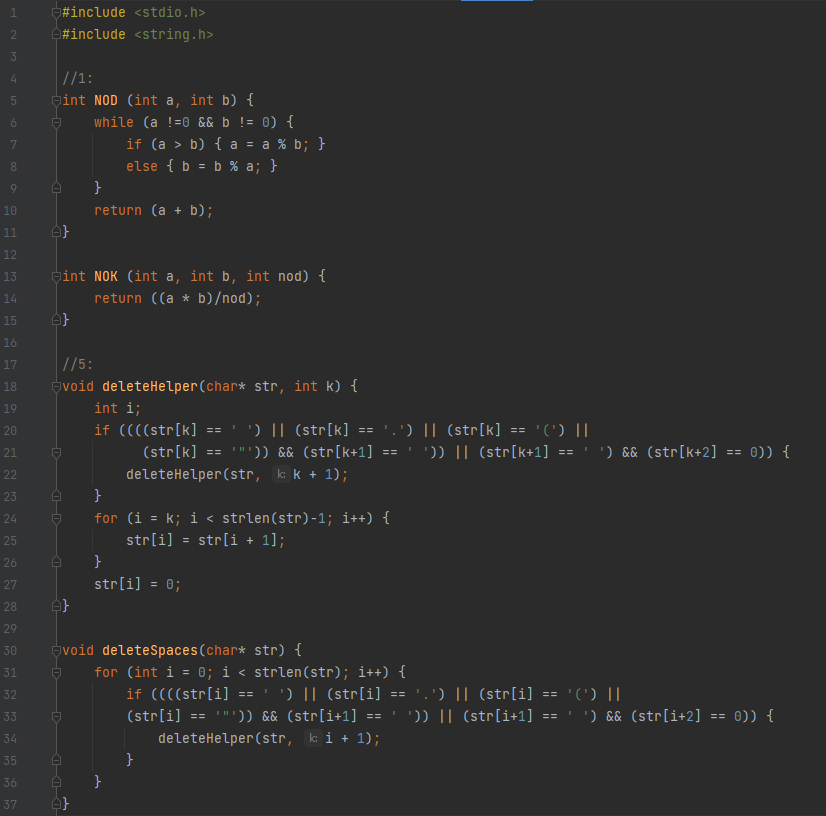 1 #include <stdio.h>
2 #include <string.h>
3
4 //1:
5 int NOD (int a, int b) {
6     while (a !=0 && b != 0) {
7         if (a > b) { a = a % b; }
8         else { b = b % a; }
9     }
10     return (a + b);
11 }
12
13 int NOK (int a, int b, int nod) {
14     return ((a * b)/nod);
15 }
16
17 //5:
18 void deleteHelper(char* str, int k) {
19     int i;
20     if ((((str[k] == ' ') || (str[k] == '.') || (str[k] == '(') ||
21           (str[k] == '"')) && (str[k+1] == ' ')) || (str[k+1] == ' ') && (str[k+2] == 0)) {
22         deleteHelper(str, k: k + 1);
23     }
24     for (i = k; i < strlen(str)-1; i++) {
25         str[i] = str[i + 1];
26     }
27     str[i] = 0;
28 }
29
30 void deleteSpaces(char* str) {
31     for (int i = 0; i < strlen(str); i++) {
32         if ((((str[i] == ' ') || (str[i] == '.') || (str[i] == '(') ||
33         (str[i] == '"')) && (str[i+1] == ' ')) || (str[i+1] == ' ') && (str[i+2] == 0)) {
34             deleteHelper(str, k: i + 1);
35         }
36     }
37 }